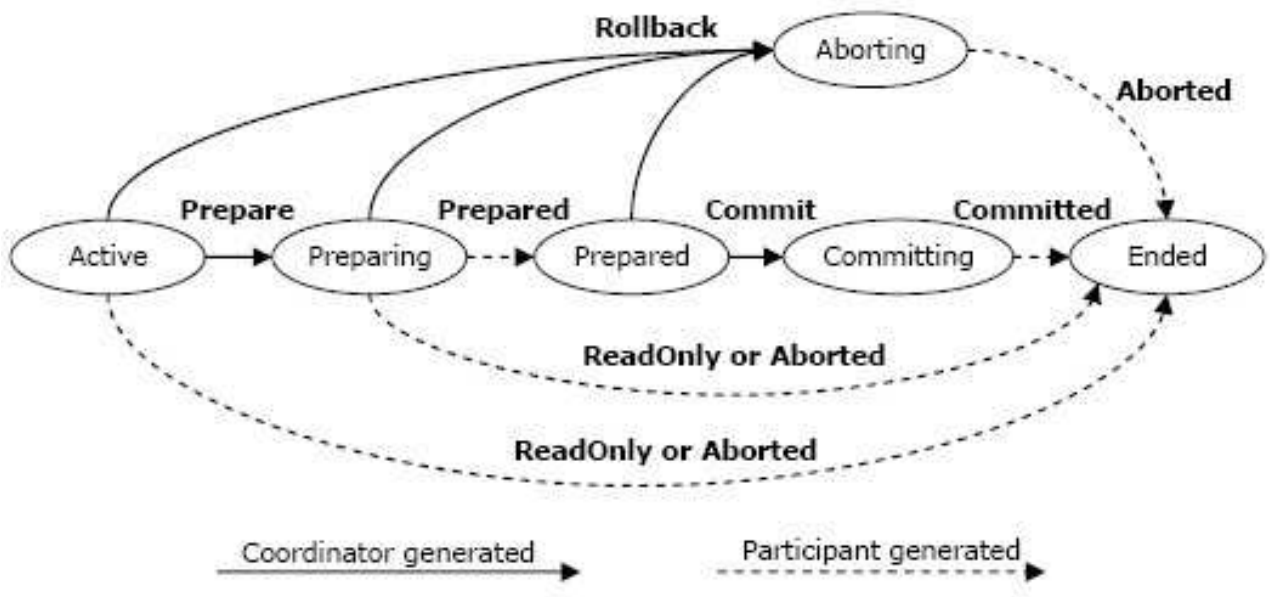 Rollback
Aborting
Aborted
Prepare
Prepared
Commit
Committed
Active
Preparing
Prepared
Committing
Ended
ReadOnly or Aborted
ReadOnly or Aborted
Coordinator generated
Participant generated